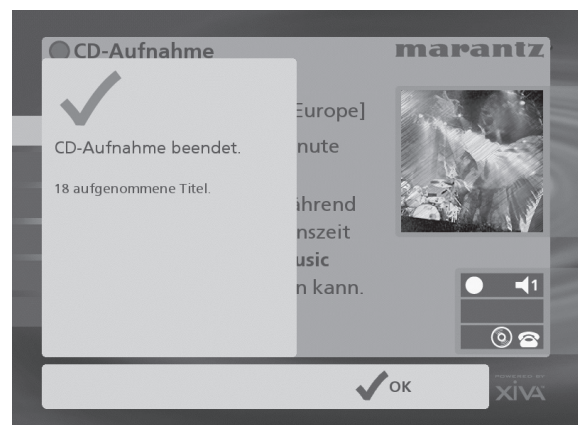 CD-Aufnahme
marantz
Europe]
CD-Aufnahme beendet.
nute
18 aufgenommene Titel.
ährend
nszeit
usic
n kann.
1
OK
POWERED BY
XiVA